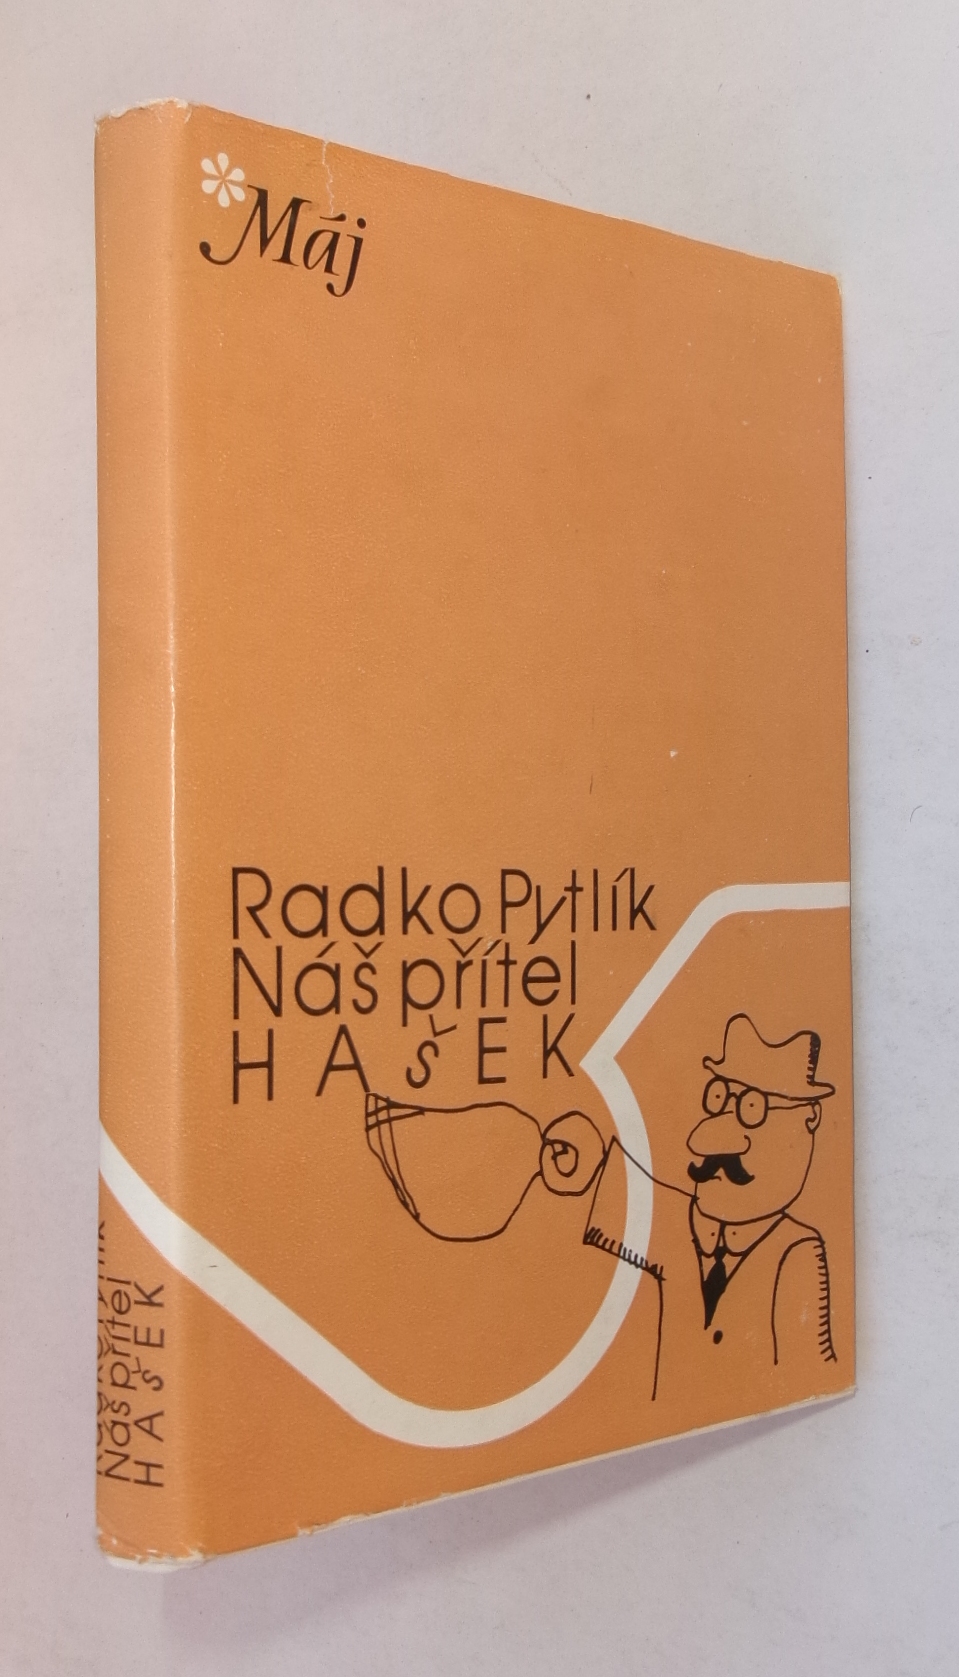 Máj
Radko Pytlík
Náš přítel
HAŠEK
Náš přítel
HAŠEK